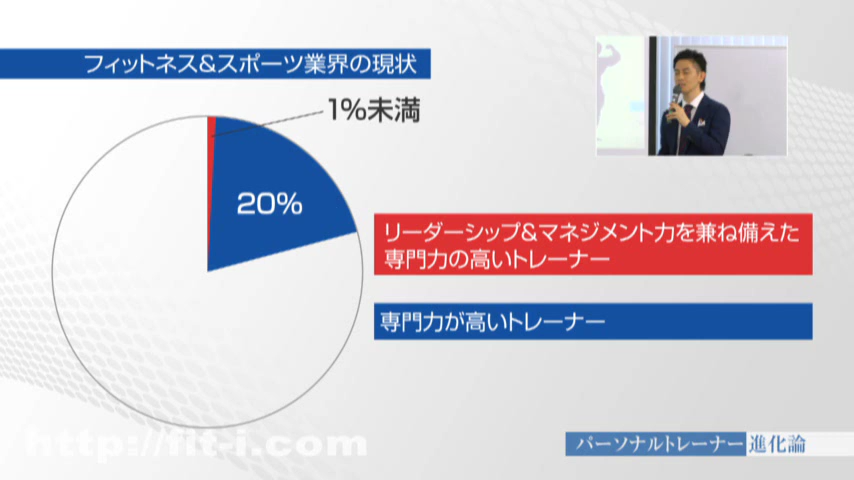 フィットネス&スポーツ業界の現状
1%未満
20%
リーダーシップ&マネジメント力を兼ね備えた
専門力の高いトレーナー
専門力が高いトレーナー
http://fit-i.com
パーソナルトレーナー進化論